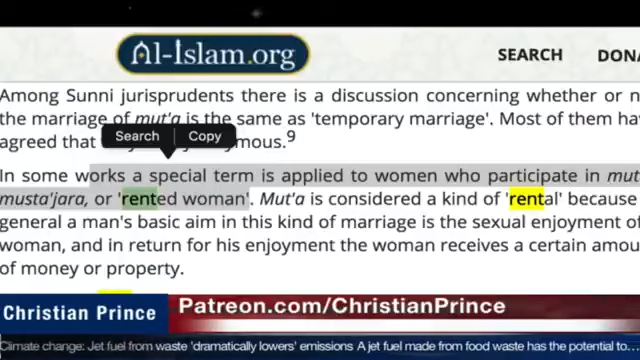 Al-Islam.org
SEARCH
DONA
Among Sunni jurisprudents there is a discussion concerning whether or n
the marriage of mut'a is the same as 'temporary marriage'. Most of them hav
agreed that
mous.9
Search
Copy
In some works a special term is applied to women who participate in mut
musta'jara, or 'rented woman'. Mut'a is considered a kind of 'rental' because
general a man's basic aim in this kind of marriage is the sexual enjoyment of
woman, and in return for his enjoyment the woman receives a certain amou
of money or property.
Christian Prince
Patreon.com/ChristianPrince
Climate change: Jet fuel from waste 'dramatically lowers' emissions A jet fuel made from food waste has the potential to...